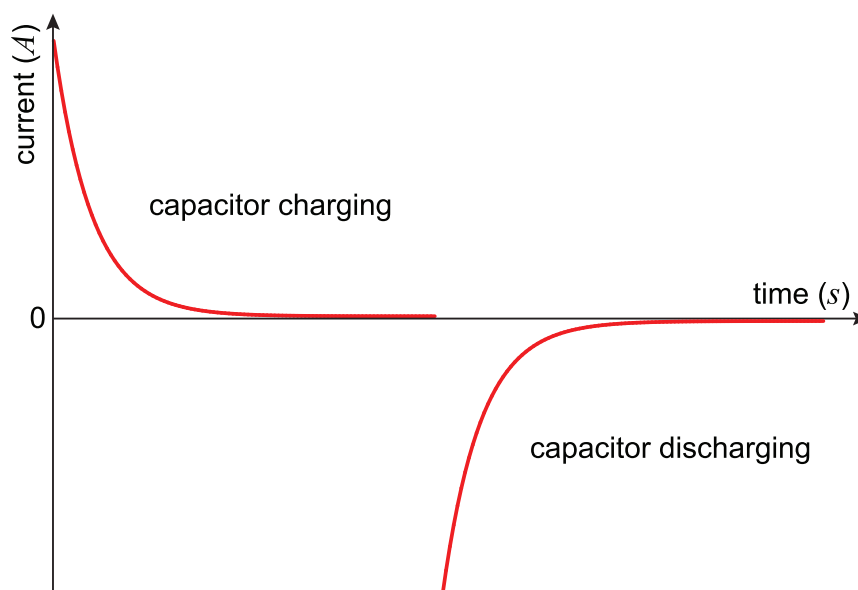 current (A)
capacitor charging
time (s)
0
capacitor discharging